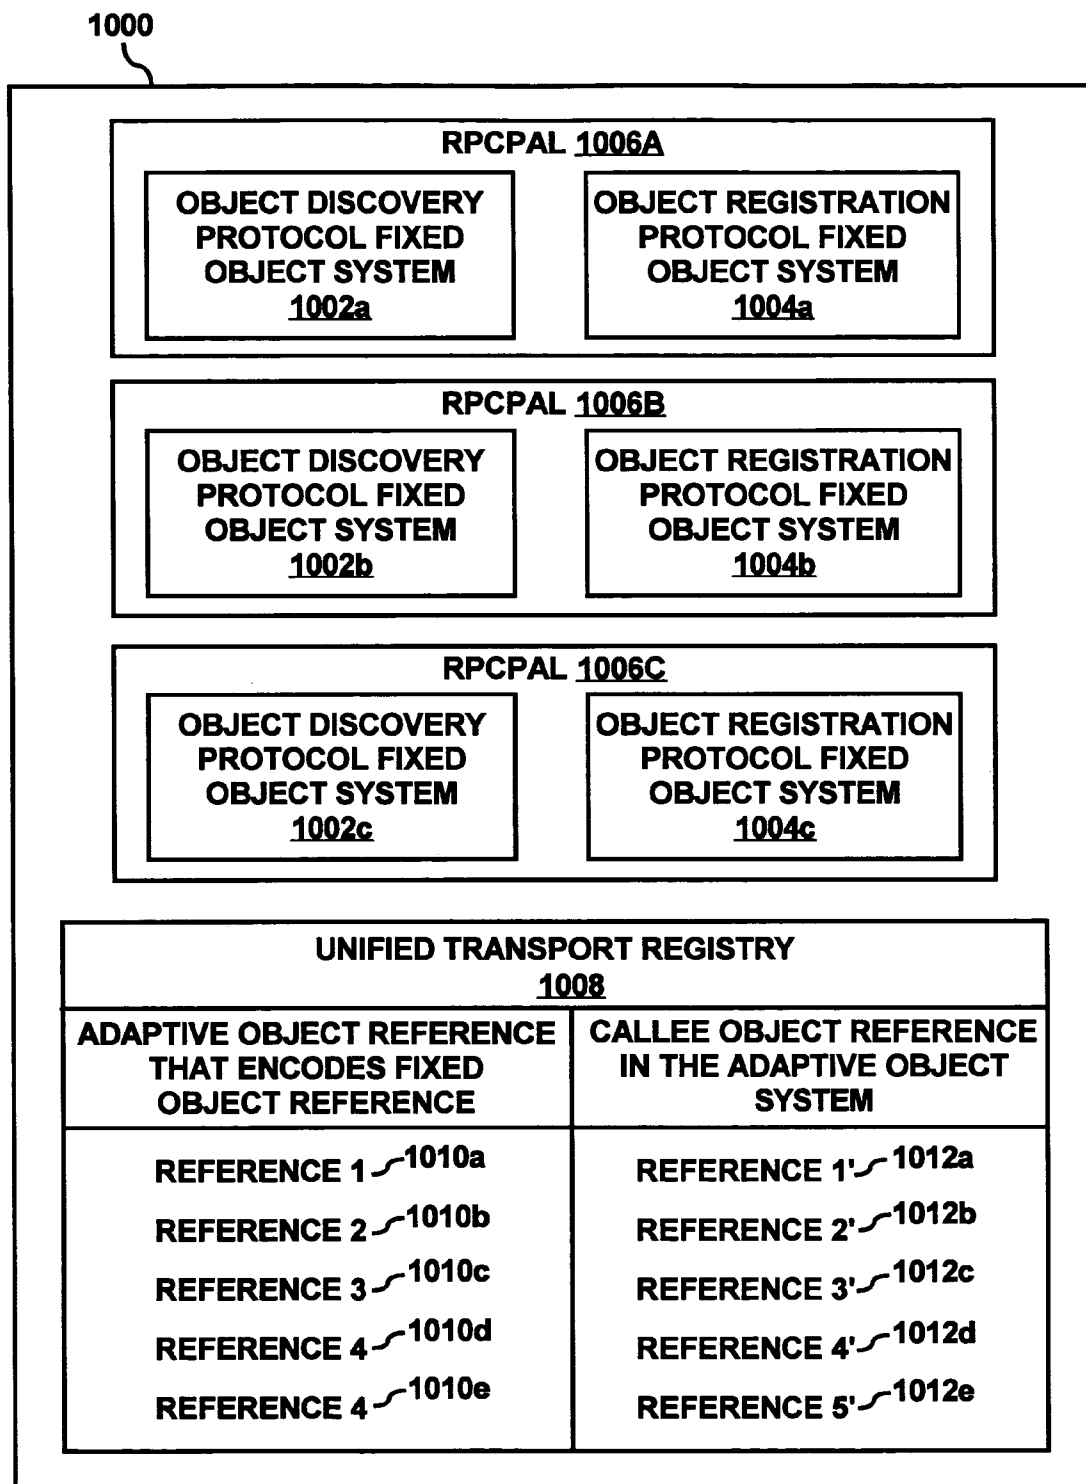 1000
RPCPAL 1006A
OBJECT DISCOVERY
PROTOCOL FIXED
OBJECT SYSTEM
1002a
OBJECT REGISTRATION
PROTOCOL FIXED
OBJECT SYSTEM
1004a
RPCPAL 1006B
OBJECT DISCOVERY
PROTOCOL FIXED
OBJECT SYSTEM
1002b
OBJECT REGISTRATION
PROTOCOL FIXED
OBJECT SYSTEM
1004b
RPCPAL 1006C
OBJECT DISCOVERY
PROTOCOL FIXED
OBJECT SYSTEM
1002c
OBJECT REGISTRATION
PROTOCOL FIXED
OBJECT SYSTEM
1004c
UNIFIED TRANSPORT REGISTRY
1008
ADAPTIVE OBJECT REFERENCE
THAT ENCODES FIXED
OBJECT REFERENCE
CALLEE OBJECT REFERENCE
IN THE ADAPTIVE OBJECT
SYSTEM
REFERENCE 1 1010a
REFERENCE 2 1010b
REFERENCE 3 1010c
REFERENCE 4 1010d
REFERENCE 4 1010e
REFERENCE 1' 1012a
REFERENCE 2' 1012b
REFERENCE 3' 1012c
REFERENCE 4' 1012d
REFERENCE 5' 1012e